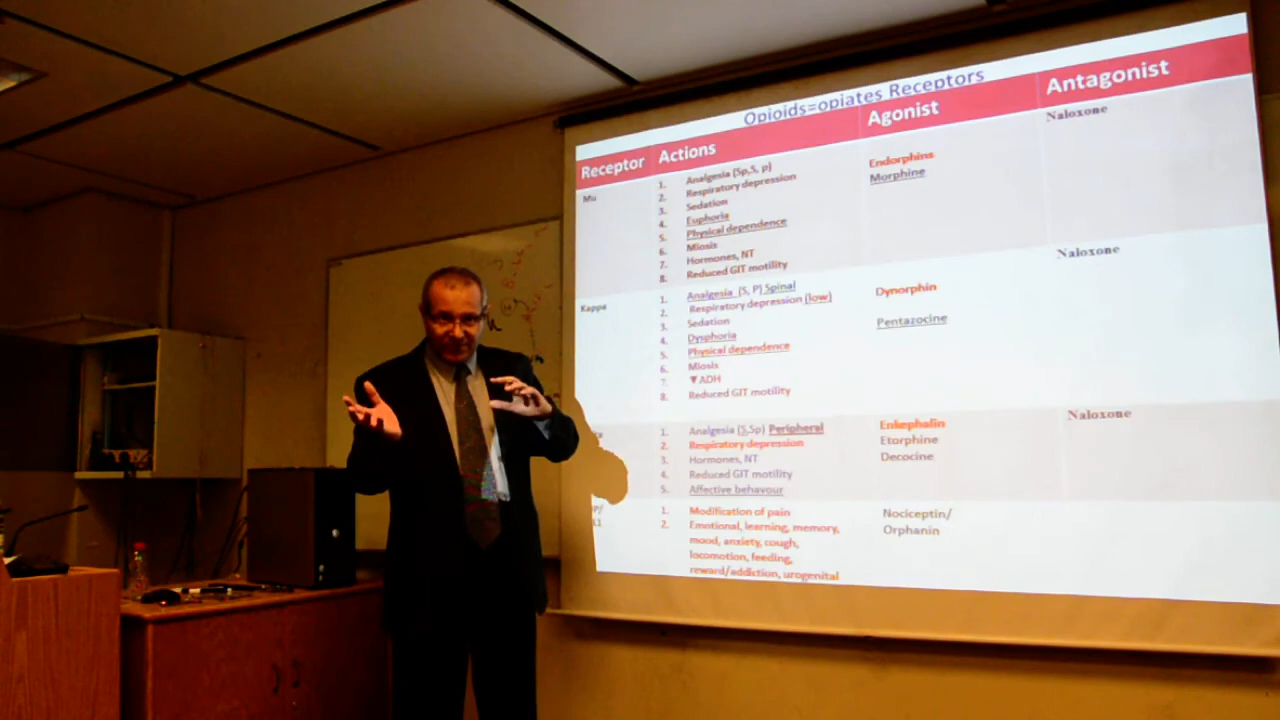 Opioids=opiates Receptors
Receptor Actions Agonist Antagonist
Mu
1. Analgesia (Sp,S, p)
2. Respiratory depression
3. Sedation
4. Euphoria
5. Physical dependence
6. Miosis
7. Hormones, NT
8. Reduced GIT motility
Endorphins
Morphine
Naloxone
Kappa
1. Analgesia (S, P) Spinal
2. Respiratory depression (low)
3. Sedation
4. Dysphoria
5. Physical dependence
6. Miosis
7. ▼ADH
8. Reduced GIT motility
Dynorphin
Pentazocine
Naloxone
1. Analgesia (S,Sp) Peripheral
2. Respiratory depression
3. Hormones, NT
4. Reduced GIT motility
5. Affective behavour
Enkephalin
Etorphine
Decocine
Naloxone
1. Modification of pain
2. Emotional, learning, memory,
mood, anxiety, cough,
locomotion, feeding,
reward/addiction, urogenital
Nociceptin/
Orphanin